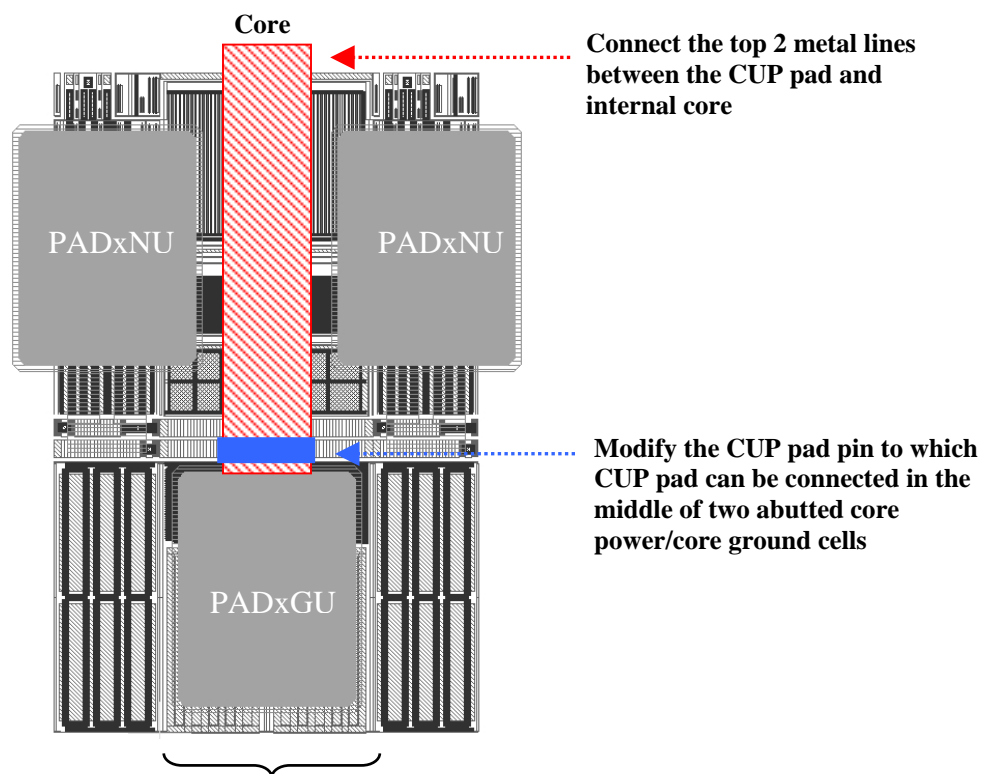 Core
Connect the top 2 metal lines
between the CUP pad and
internal core
PADxNU
PADxNU
Modify the CUP pad pin to which
CUP pad can be connected in the
middle of two abutted core
power/core ground cells
PADxGU